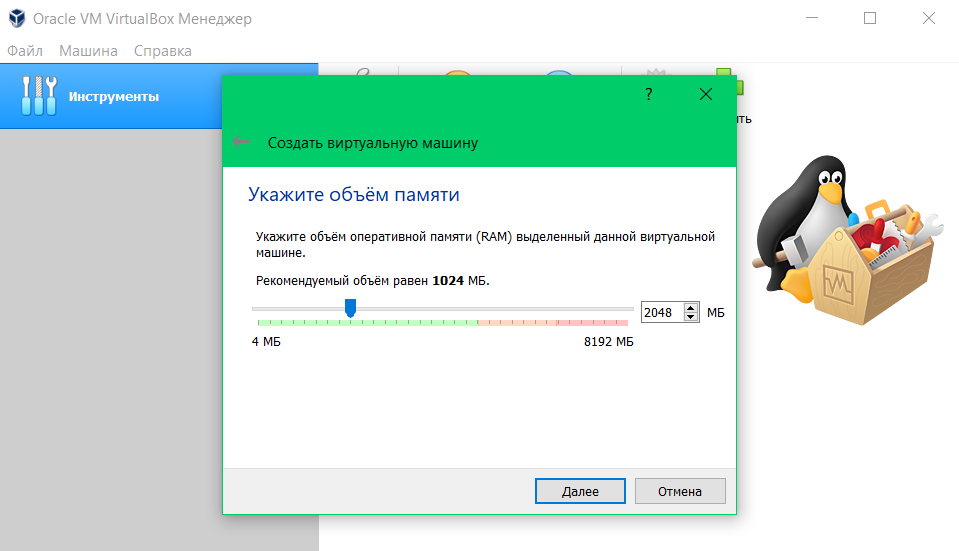 Oracle VM VirtualBox Менеджер
Файл Машина Справка
Инструменты
?
Создать виртуальную машину
Укажите объём памяти
Укажите объём оперативной памяти (RAM) выделенный данной виртуальной
машине.
Рекомендуемый объём равен 1024 МБ.
2048 МБ
4 МБ 8192 МБ
Далее Отмена